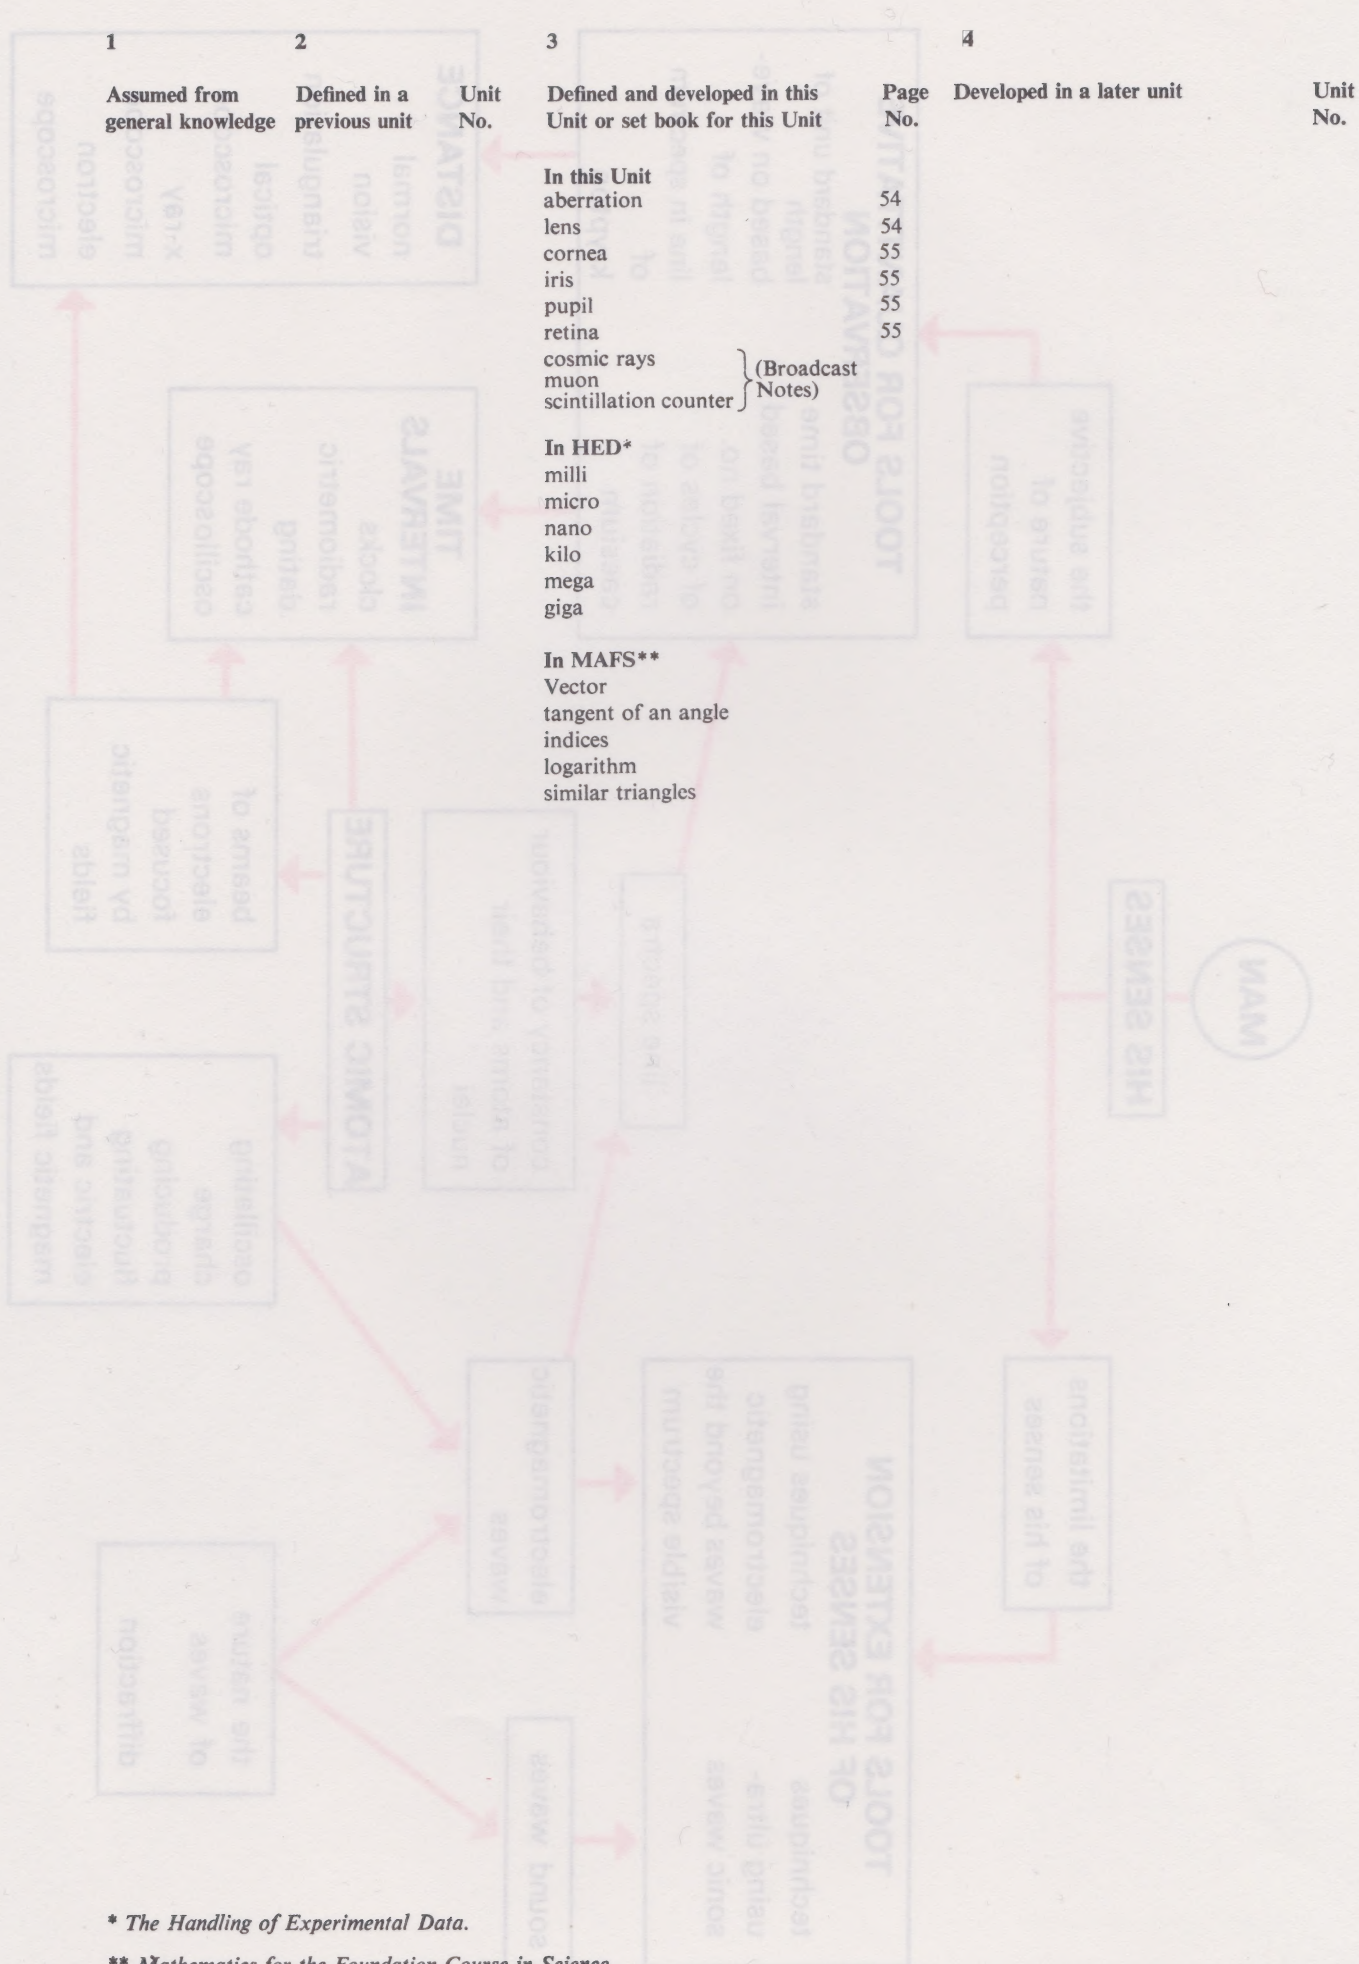 1 2 3 4
Assumed from general knowledge
Defined in a previous unit
Unit No.
Defined and developed in this Unit or set book for this Unit
Page No.
Developed in a later unit
Unit No.
In this Unit
aberration 54
lens 54
cornea 55
iris 55
pupil 55
retina 55
cosmic rays
muon
scintillation counter
(Broadcast
Notes)
In HED*
milli
micro
nano
kilo
mega
giga
In MAFS**
Vector
tangent of an angle
indices
logarithm
similar triangles
* The Handling of Experimental Data.
** Mathematics for the Foundation Course in Science